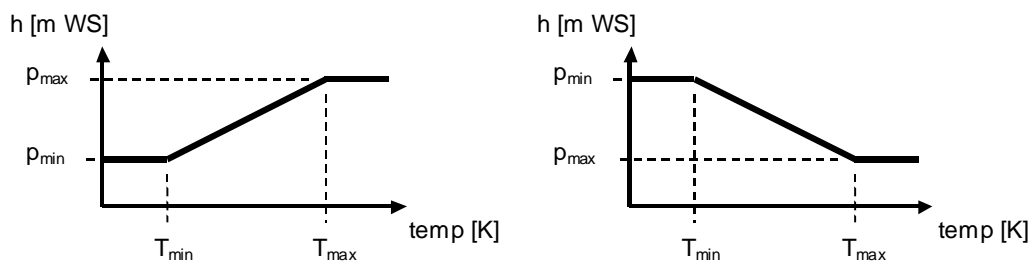 h [m WS]
pmax
pmin
temp [K]
Tmin
Tmax
h [m WS]
pmin
pmax
temp [K]
Tmin
Tmax